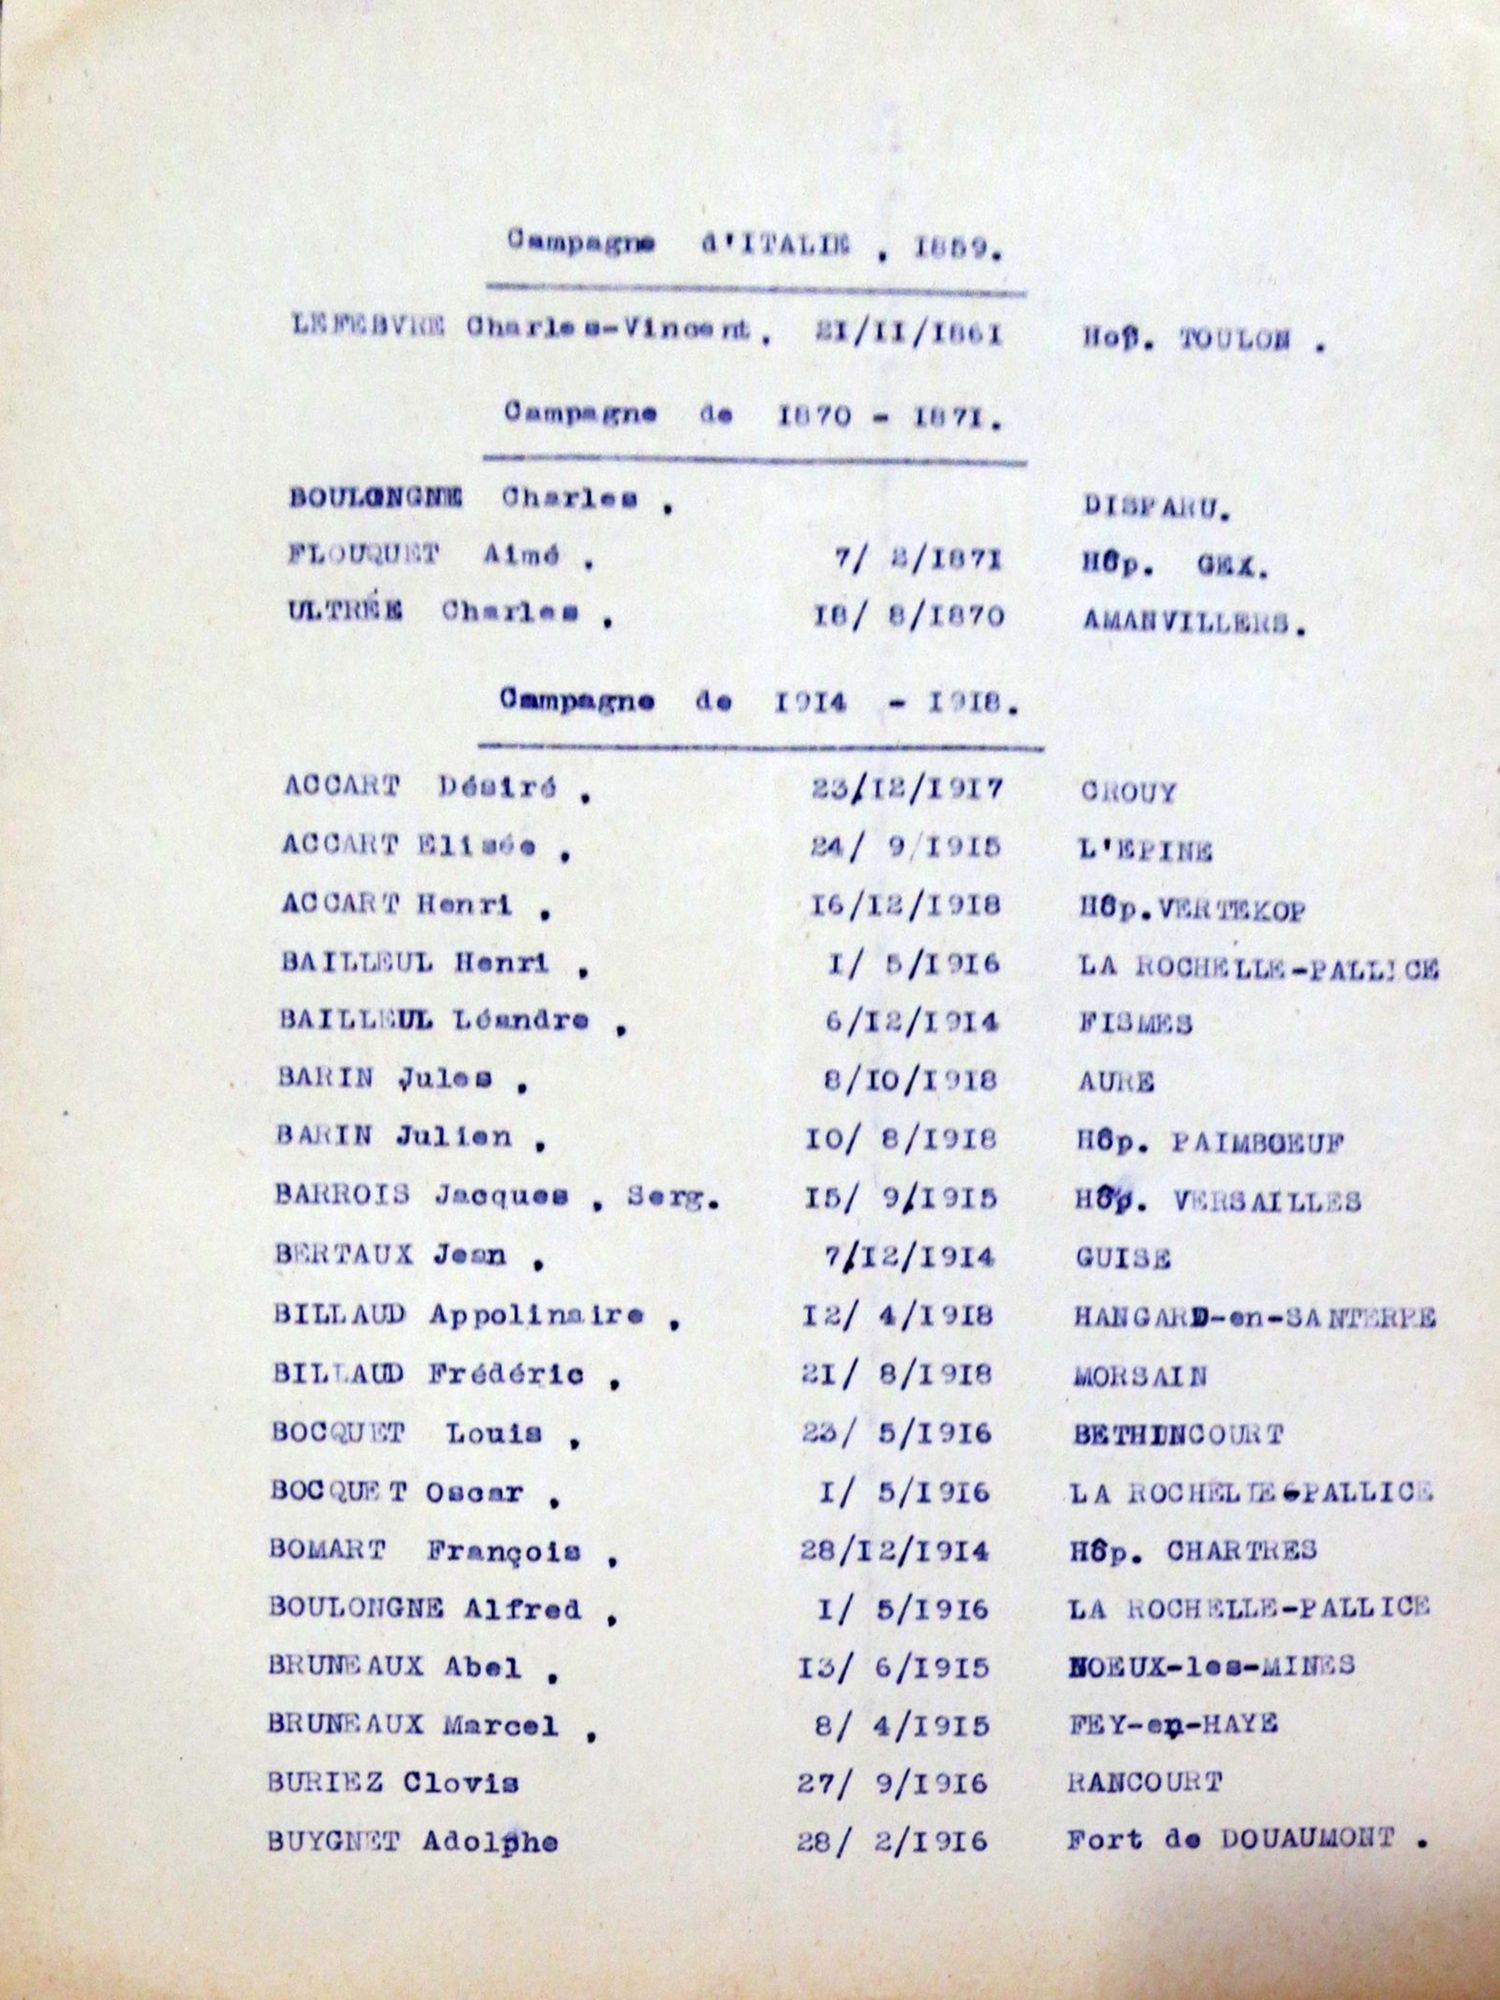 Campagne d'ITALIE , 1859.
LEFEBVRE Charles-Vincent. 21/11/1861 Hop. TOULON .
Campagne de 1870 - 1871.
BOULONGNE Charles . DISPARU.
FLOUQUET Aimé . 7/ 2/1871 Hôp. GEX.
ULTRÉE Charles . 18/ 8/1870 AMANVILLERS.
Campagne de 1914 - 1918.
ACCART Désiré . 23/12/1917 CROUY
ACCART Elisée . 24/ 9/1915 L'EPINE
ACCART Henri . 16/12/1918 Hôp.VERTEKOP
BAILLEUL Henri . 1/ 5/1916 LA ROCHELLE-PALLICE
BAILLEUL Léandre . 6/12/1914 FISMES
BARIN Jules . 8/10/1918 AURE
BARIN Julien . 10/ 8/1918 Hôp. PAIMBOEUF
BARROIS Jacques , Serg. 15/ 9/1915 Hôp. VERSAILLES
BERTAUX Jean . 7/12/1914 GUISE
BILLAUD Appolinaire . 12/ 4/1918 HANGARD-en-SANTERRE
BILLAUD Frédéric . 21/ 8/1918 MORSAIN
BOCQUET Louis . 23/ 5/1916 BETHINCOURT
BOCQUET Oscar . 1/ 5/1916 LA ROCHELLE-PALLICE
BOMART François . 28/12/1914 Hôp. CHARTRES
BOULONGNE Alfred . 1/ 5/1916 LA ROCHELLE-PALLICE
BRUNEAUX Abel . 13/ 6/1915 NOEUX-les-MINES
BRUNEAUX Marcel . 8/ 4/1915 FEY-en-HAYE
BURIEZ Clovis 27/ 9/1916 RANCOURT
BUYGNET Adolphe 28/ 2/1916 Fort de DOUAUMONT .